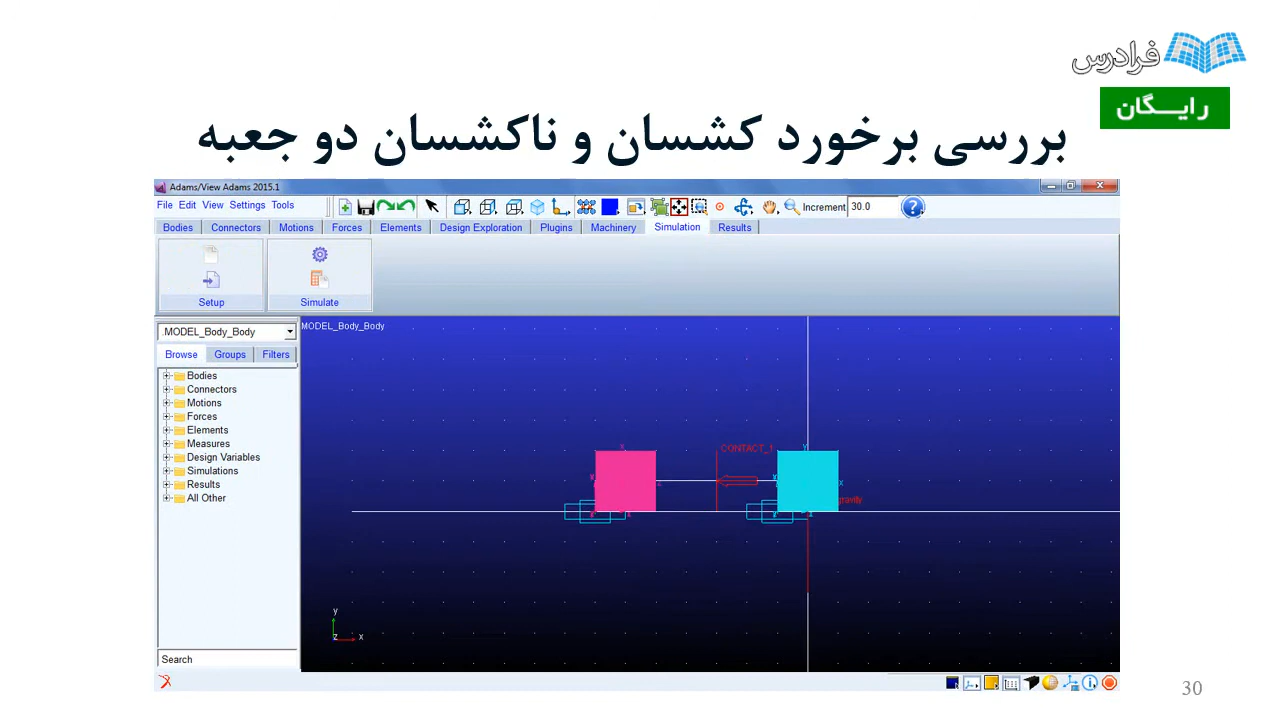 فرادرس
رایـــگان
بررسی برخورد کشسان و ناکشسان دو جعبه
Adams/View Adams 2015.1
File Edit View Settings Tools
Increment 30.0
Bodies Connectors Motions Forces Elements Design Exploration Plugins Machinery Simulation Results
Setup Simulate
.MODEL_Body_Body
MODEL_Body_Body
Browse Groups Filters
Bodies
Connectors
Motions
Forces
Elements
Measures
Design Variables
Simulations
Results
All Other
CONTACT_1
gravity
y
z x
Search
30